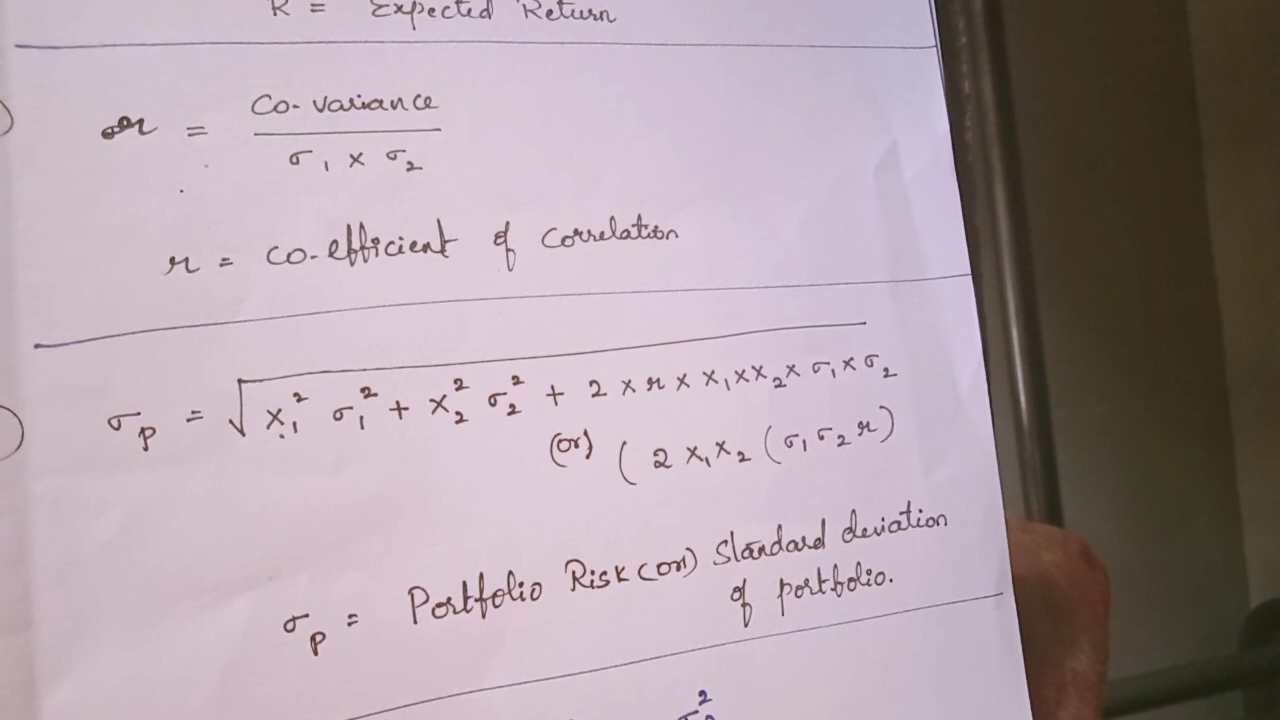 R = Expected Return
r = Co-variance / σ₁ × σ₂
r = co-efficient of correlation
σp = √ x₁² σ₁² + x₂² σ₂² + 2 × r × x₁ × x₂ × σ₁ × σ₂
(or) ( 2 x₁ x₂ ( σ₁ σ₂ r )
σp = Portfolio Risk (or) Standard deviation
of portfolio.